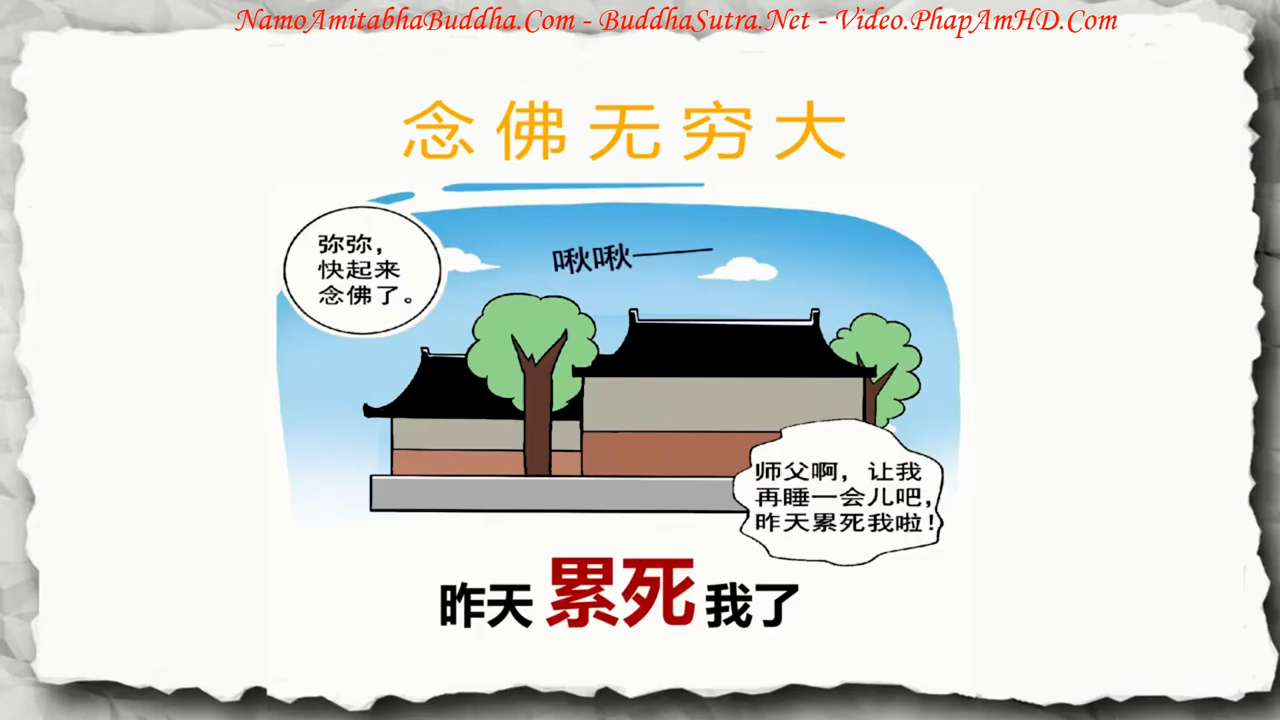 NamoAmitabhaBuddha.Com - BuddhaSutra.Net - Video.PhapAmHD.Com
念佛无穷大
弥弥，
快起来
念佛了。
啾啾——
师父啊，让我
再睡一会儿吧，
昨天累死我啦！
昨天累死我了